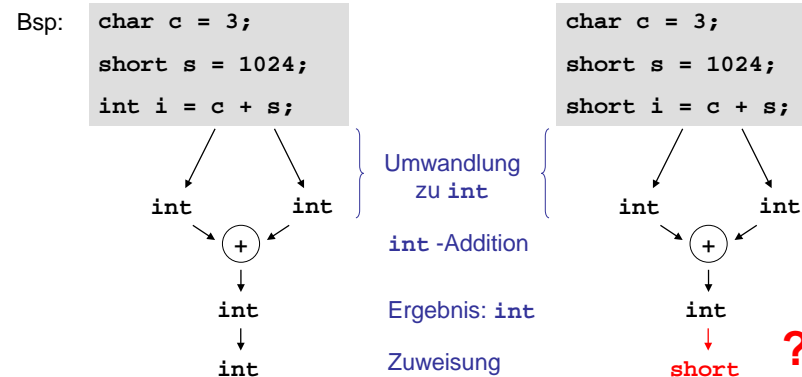 Bsp: char c = 3; char c = 3;
short s = 1024; short s = 1024;
int i = c + s; short i = c + s;
Umwandlung
zu int
int int int int
+ int -Addition +
int Ergebnis: int int
int Zuweisung short ?